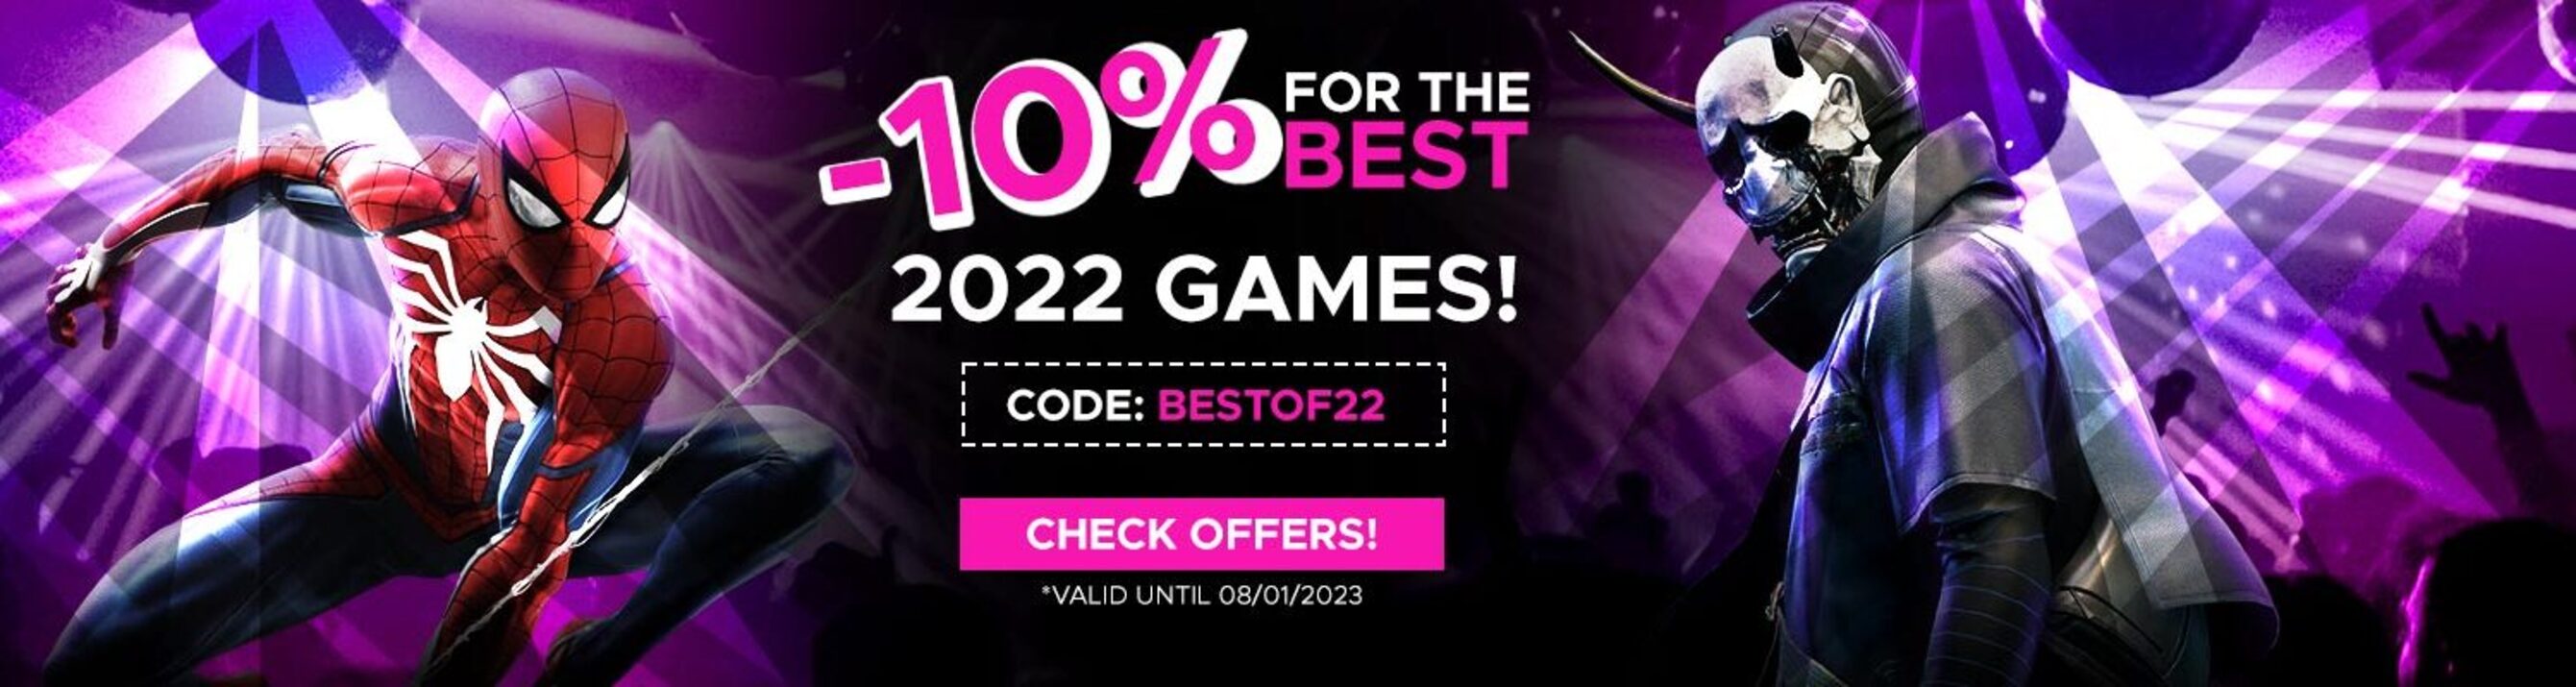 -10% FOR THE
BEST
2022 GAMES!
CODE: BESTOF22
CHECK OFFERS!
*VALID UNTIL 08/01/2023